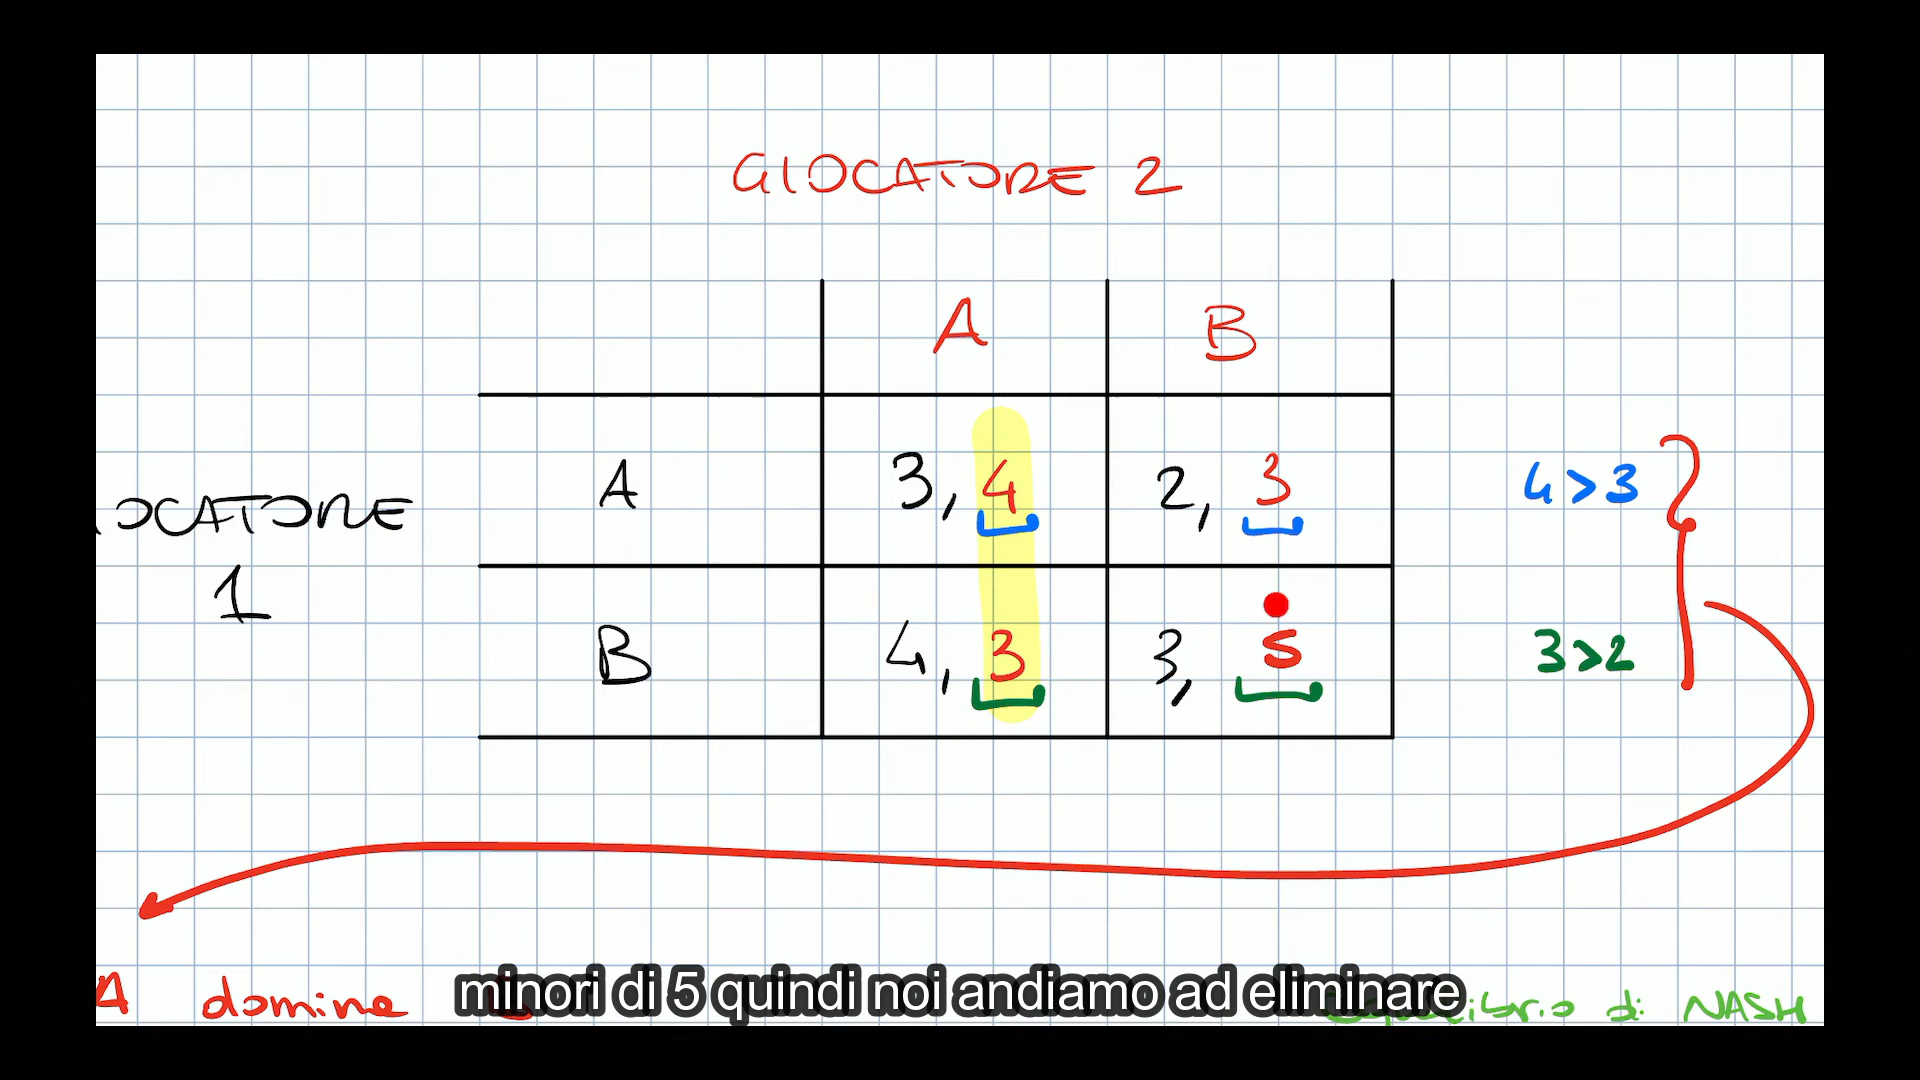 GIOCATORE 2
A B
A 3, 4 2, 3 4>3
OCATORE
1
B 4, 3 3, 5 3>2
A domina
di NASH
minori di 5 quindi noi andiamo ad eliminare